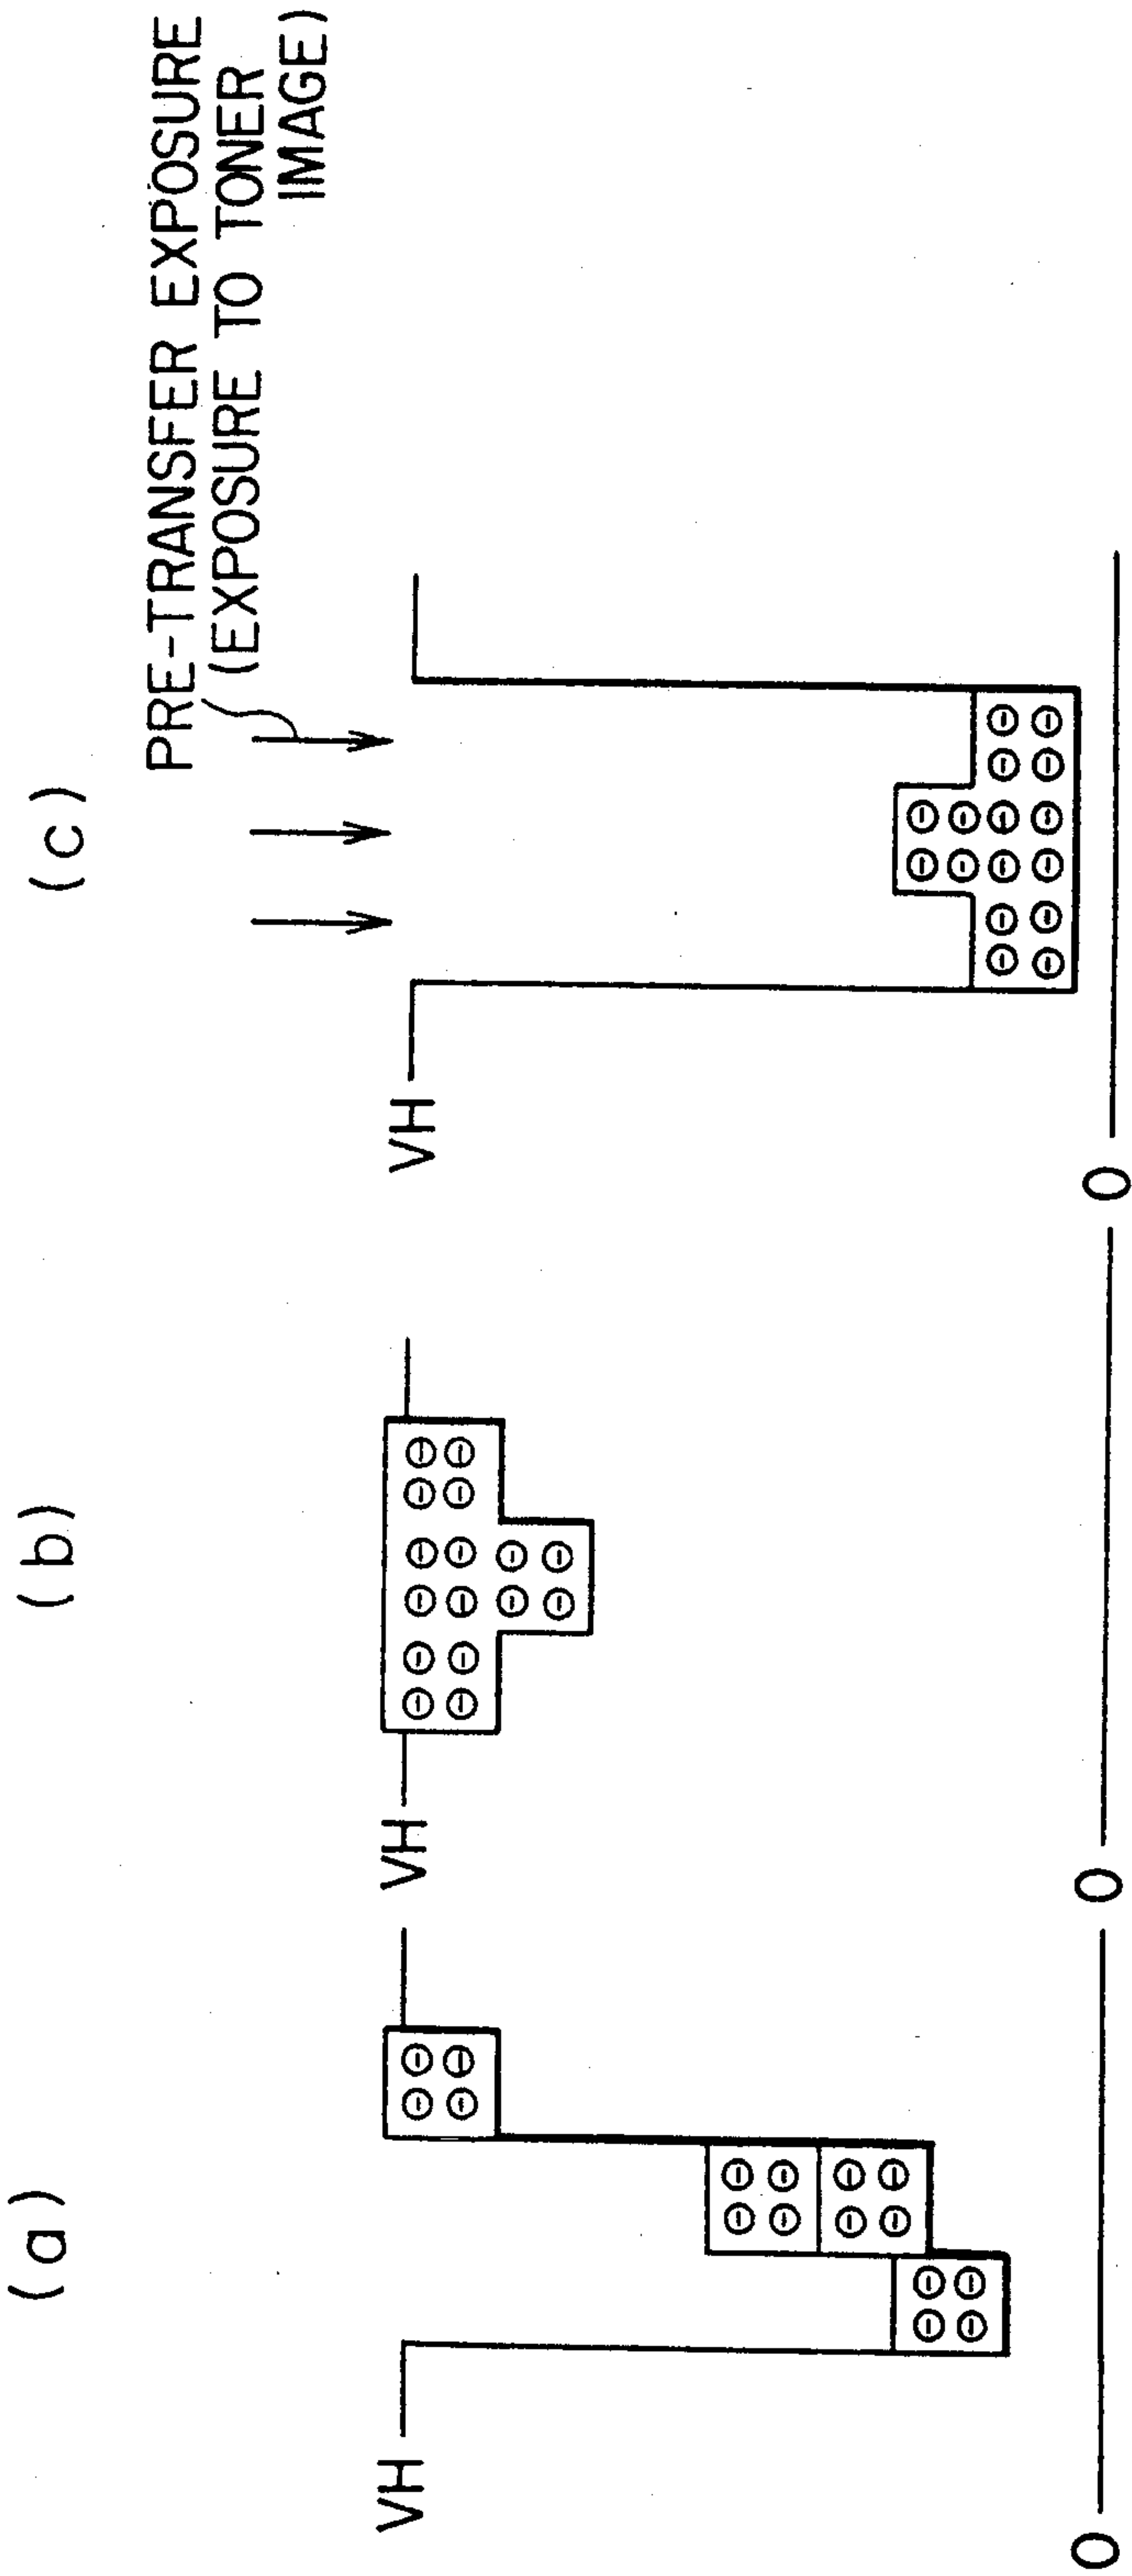 (a)
(b)
(c)
PRE-TRANSFER EXPOSURE
(EXPOSURE TO TONER
IMAGE)
VH
VH
VH
0
0
0